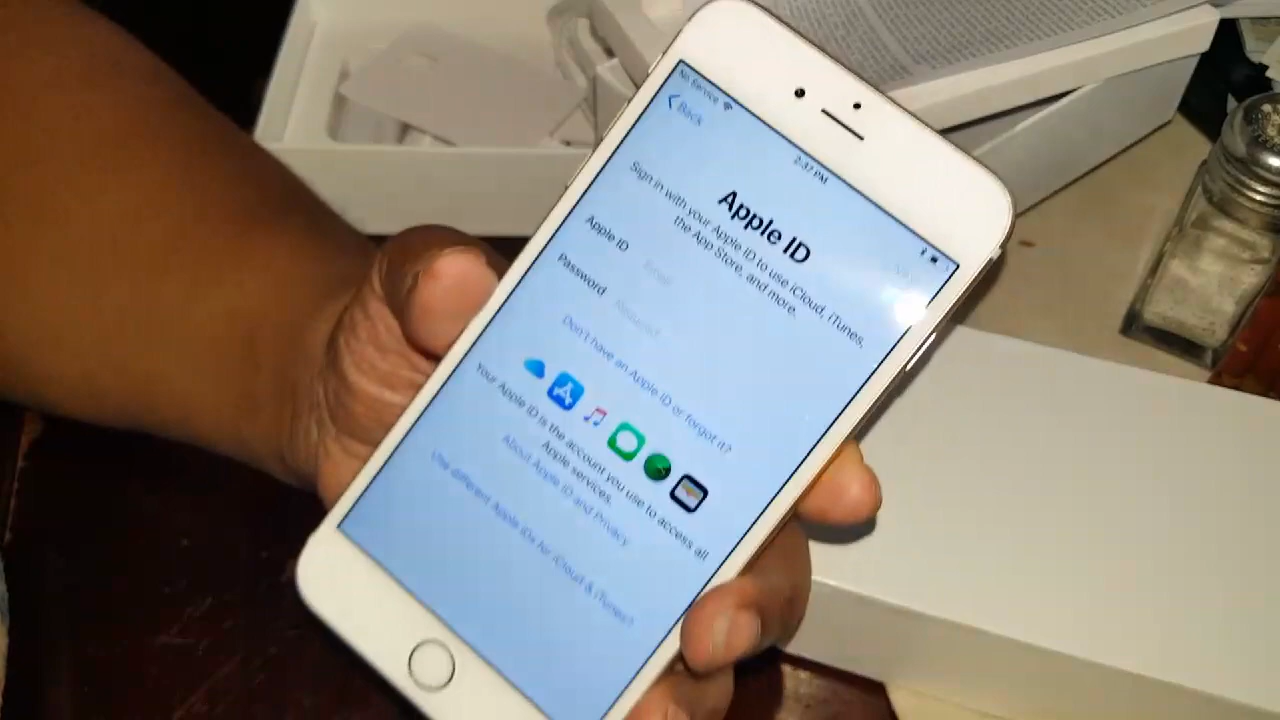 No Service
2:37 PM
Back
Apple ID
Sign in with your Apple ID to use iCloud, iTunes,
the App Store, and more.
Apple ID Email
Password Required
Don't have an Apple ID or forgot it?
Your Apple ID is the account you use to access all
Apple services.
About Apple ID and Privacy
Use different Apple IDs for iCloud & iTunes?